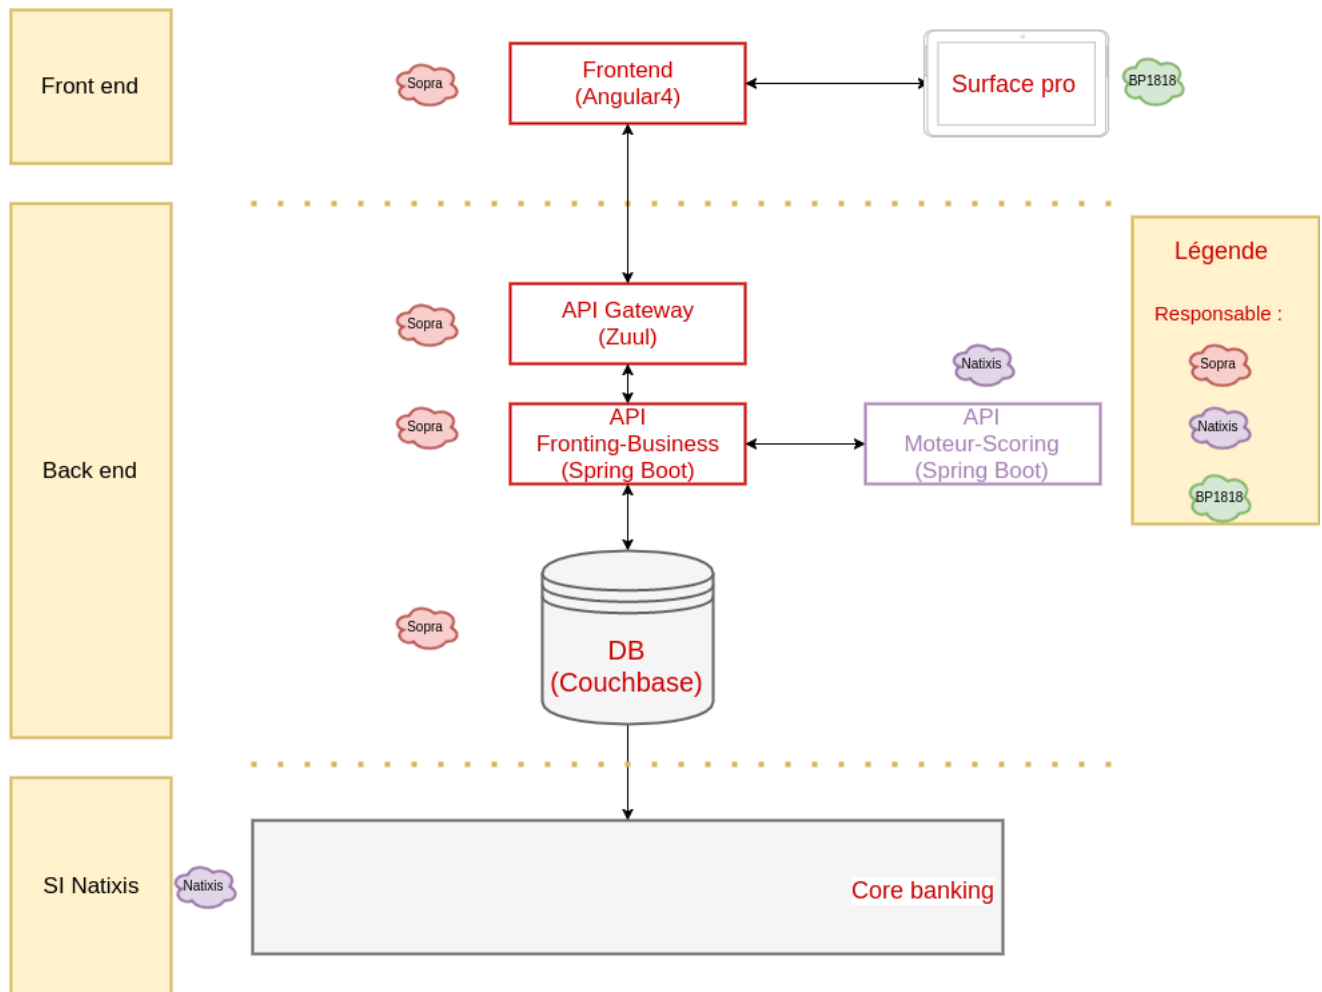 Front end
Sopra
Frontend
(Angular4)
Surface pro
BP1818
Back end
Sopra
API Gateway
(Zuul)
Sopra
API
Fronting-Business
(Spring Boot)
Natixis
API
Moteur-Scoring
(Spring Boot)
Sopra
DB
(Couchbase)
Légende
Responsable :
Sopra
Natixis
BP1818
SI Natixis
Natixis
Core banking